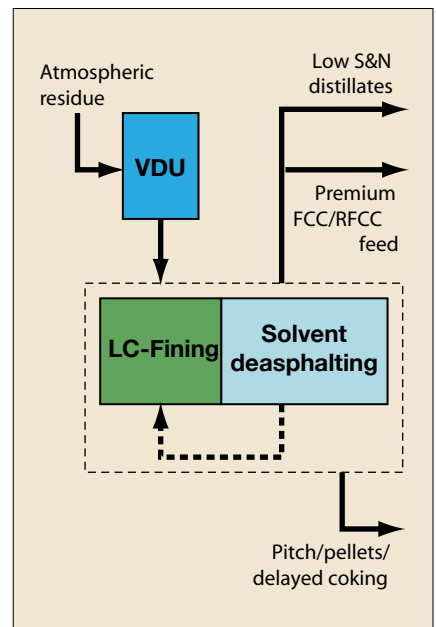 Atmospheric
residue
Low S&N
distillates
VDU
Premium
FCC/RFCC
feed
LC-Fining
Solvent
deasphalting
Pitch/pellets/
delayed coking